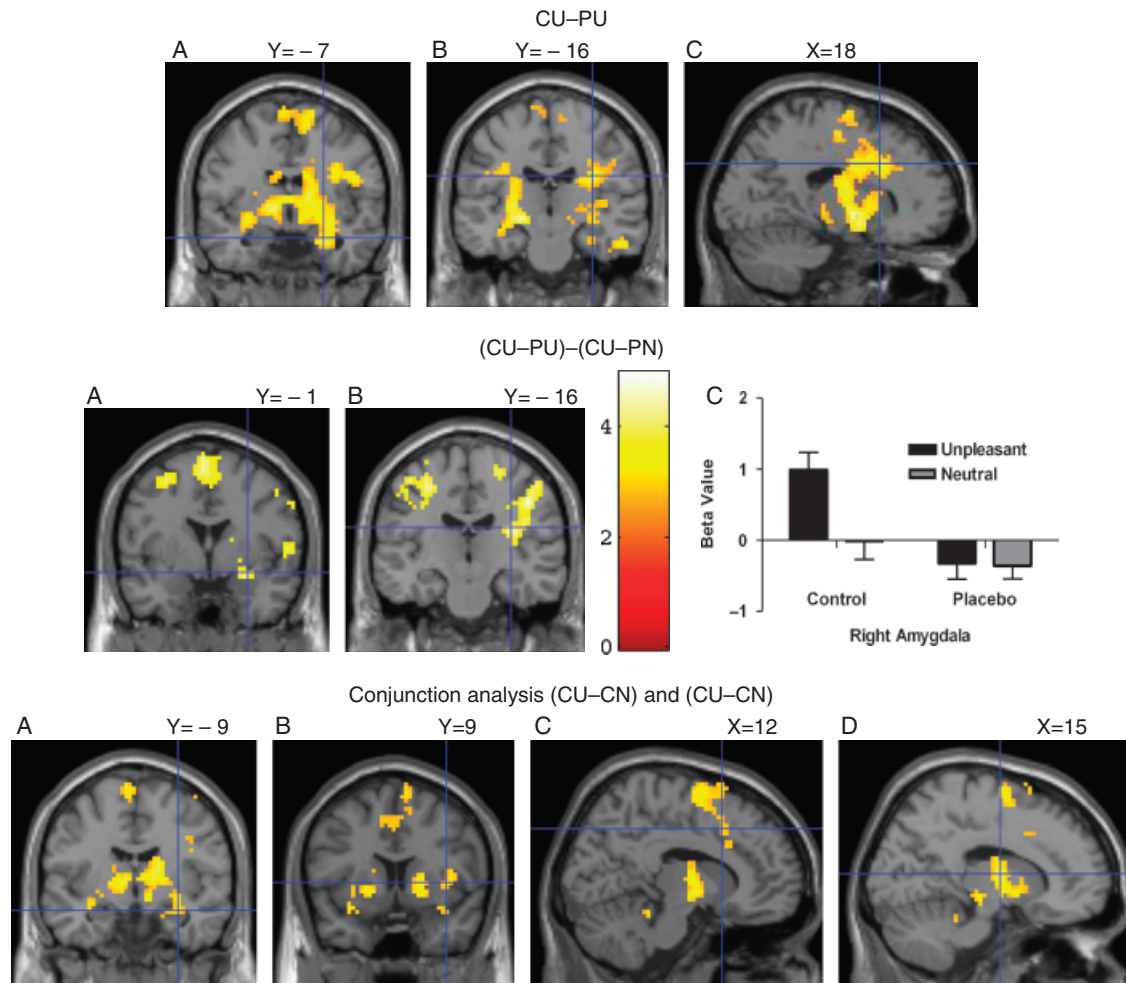 CU–PU
A Y= – 7 B Y= – 16 C X=18
(CU–PU)–(CU–PN)
A Y= – 1 B Y= – 16 C
4
2
0
2
1
0
–1
Beta Value
Unpleasant
Neutral
Control Placebo
Right Amygdala
Conjunction analysis (CU–CN) and (CU–CN)
A Y= – 9 B Y=9 C X=12 D X=15